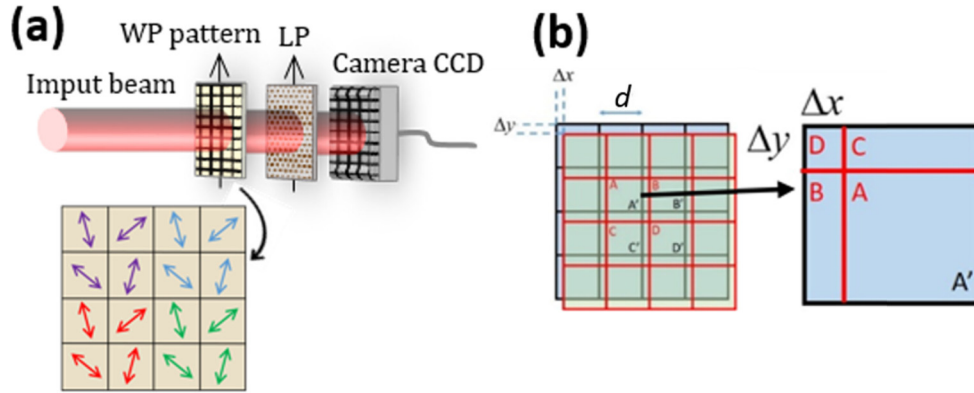 (a)
WP pattern
LP
Imput beam
Camera CCD
(b)
Δx
d
Δy
A
B
A'
B'
C
D
C'
D'
Δx
Δy
D
C
B
A
A'